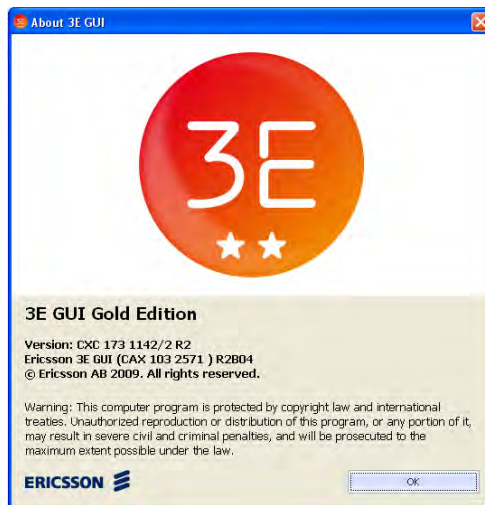 About 3E GUI
3E
3E GUI Gold Edition
Version: CXC 173 1142/2 R2
Ericsson 3E GUI (CAX 103 2571 ) R2B04
© Ericsson AB 2009. All rights reserved.
Warning: This computer program is protected by copyright law and international
treaties. Unauthorized reproduction or distribution of this program, or any portion of it,
may result in severe civil and criminal penalties, and will be prosecuted to the
maximum extent possible under the law.
ERICSSON
OK